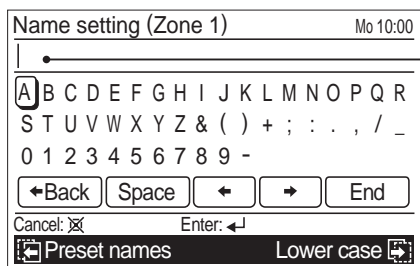 Name setting (Zone 1) Mo 10:00
A B C D E F G H I J K L M N O P Q R
S T U V W X Y Z & ( ) + ; : . , / _
0 1 2 3 4 5 6 7 8 9 -
←Back Space ← → End
Cancel: Enter: ↵
Preset names Lower case